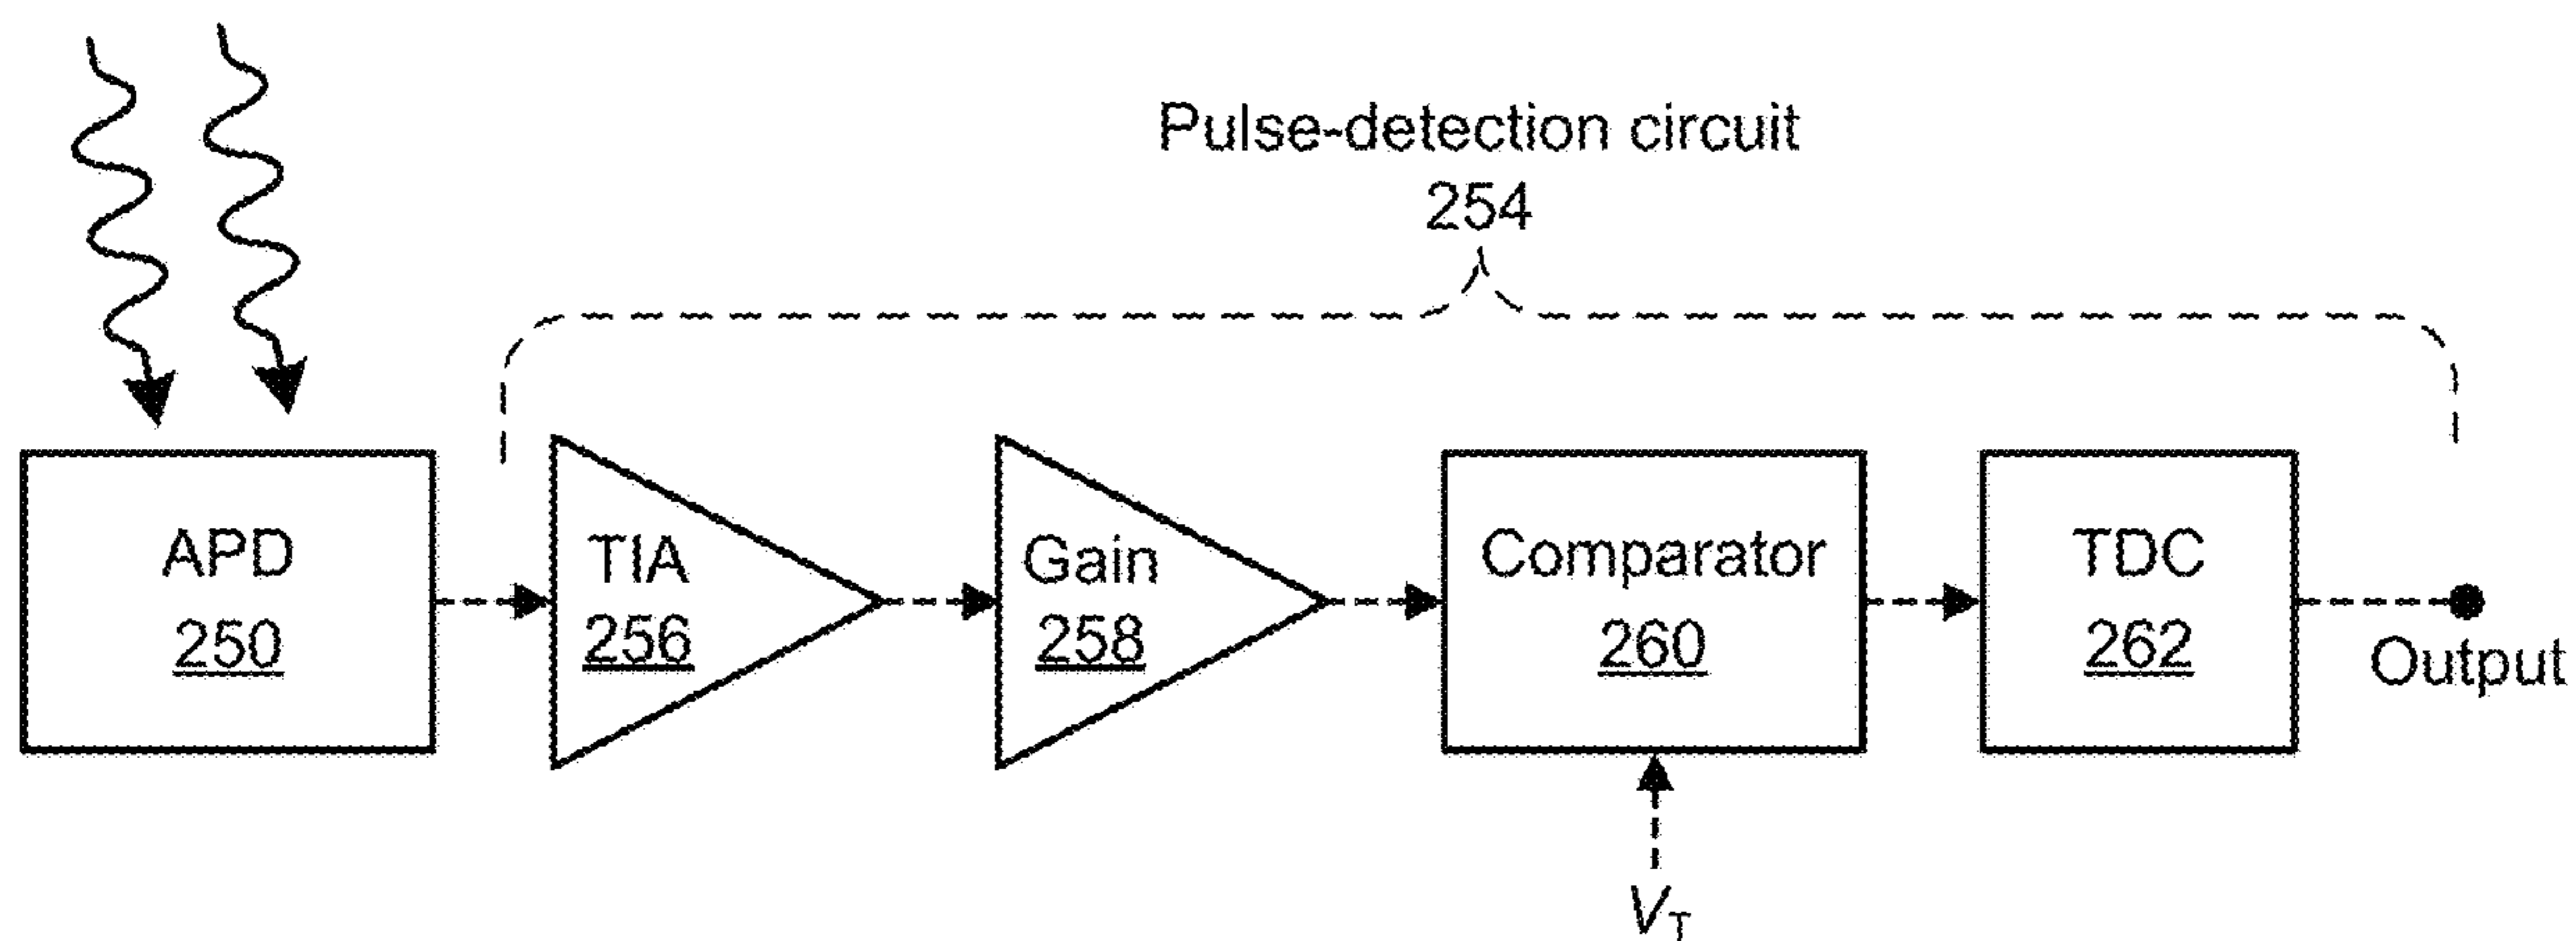 Pulse-detection circuit
254
APD
250
TIA
256
Gain
258
Comparator
260
TDC
262
Output
VT